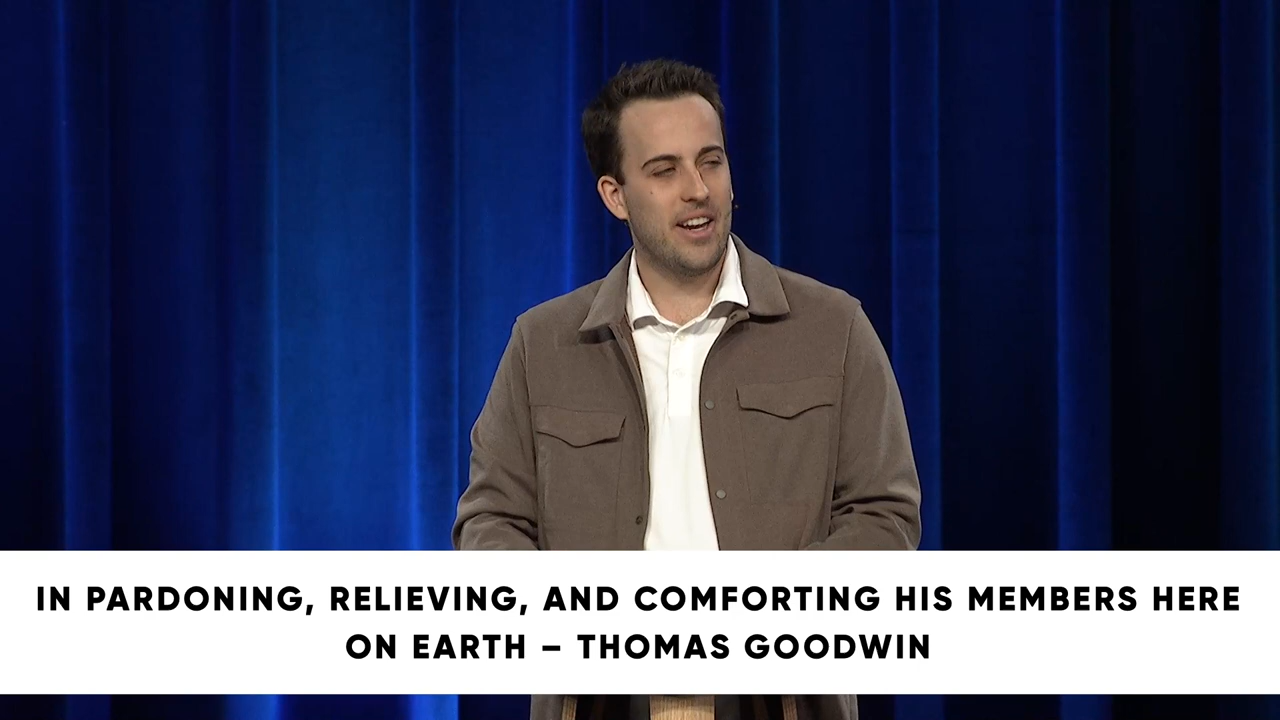 IN PARDONING, RELIEVING, AND COMFORTING HIS MEMBERS HERE
ON EARTH – THOMAS GOODWIN